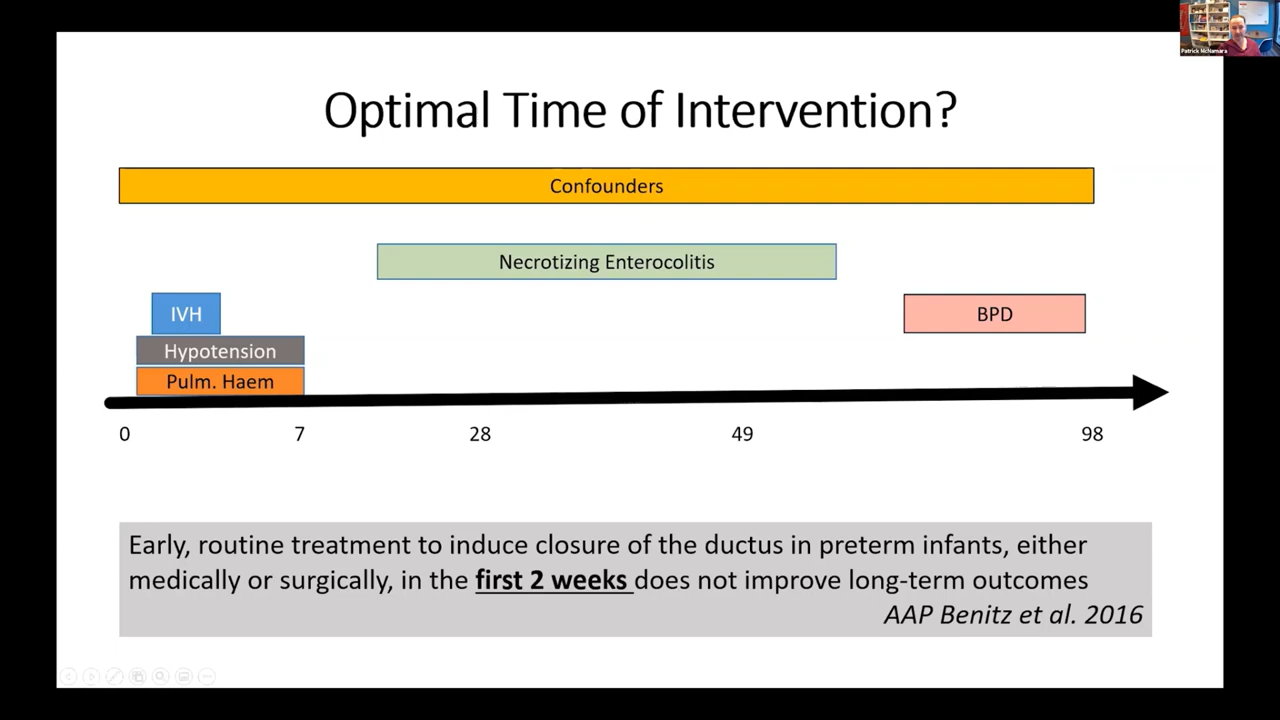 Patrick McNamara
Optimal Time of Intervention?
Confounders
Necrotizing Enterocolitis
IVH
BPD
Hypotension
Pulm. Haem
0 7 28 49 98
Early, routine treatment to induce closure of the ductus in preterm infants, either
medically or surgically, in the first 2 weeks does not improve long-term outcomes
AAP Benitz et al. 2016